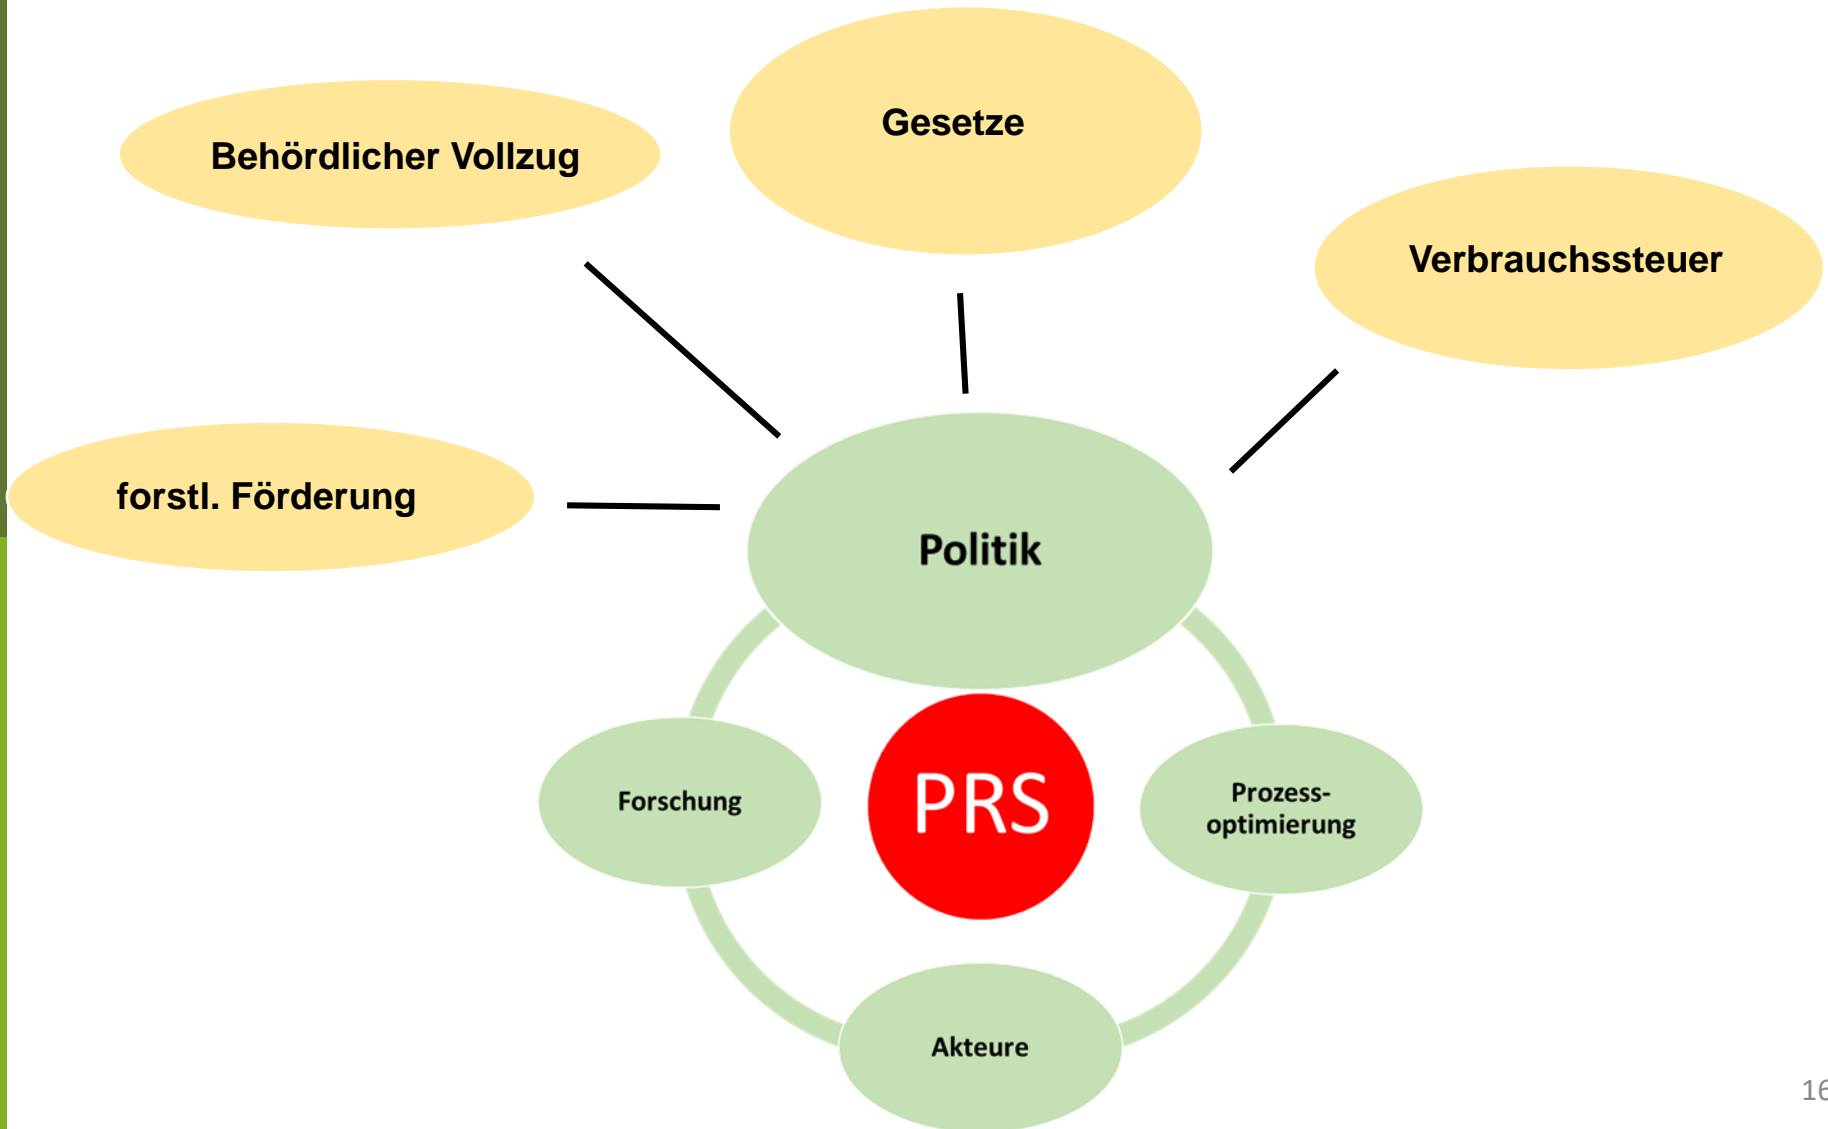 Gesetze
Behördlicher Vollzug
Verbrauchssteuer
forstl. Förderung
Politik
Forschung
PRS
Prozess-
optimierung
Akteure
16